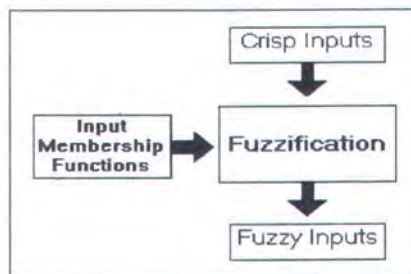 Crisp Inputs
Input
Membership
Functions
Fuzzification
Fuzzy Inputs